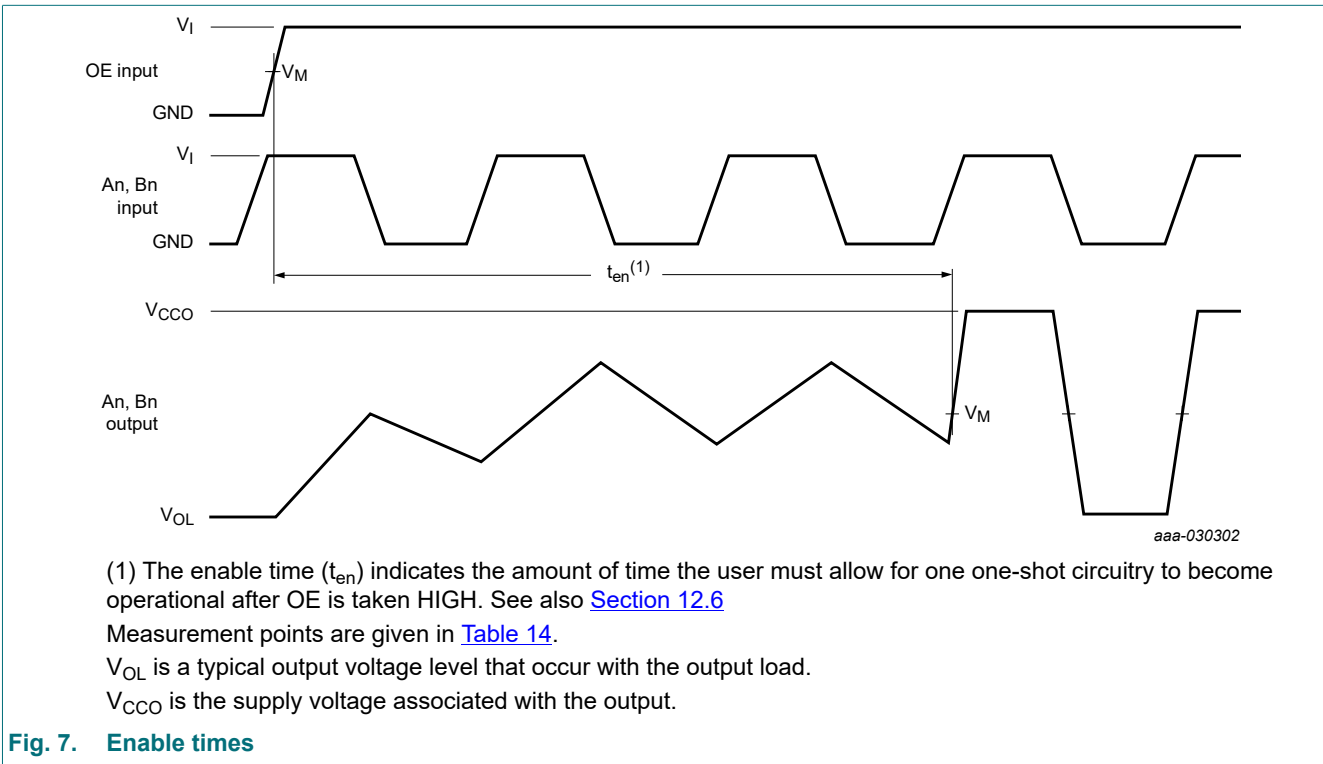 VI
OE input
VM
GND
VI
An, Bn
input
GND
ten(1)
VCCO
An, Bn
output
VM
VOL
aaa-030302
(1) The enable time (ten) indicates the amount of time the user must allow for one one-shot circuitry to become
operational after OE is taken HIGH. See also Section 12.6
Measurement points are given in Table 14.
VOL is a typical output voltage level that occur with the output load.
VCCO is the supply voltage associated with the output.
Fig. 7. Enable times